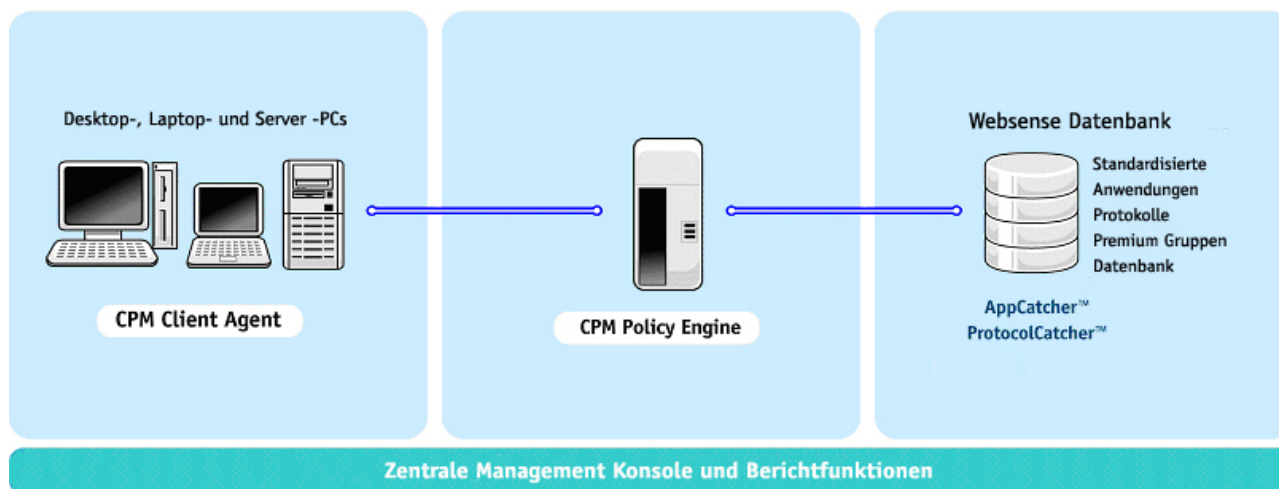 Desktop-, Laptop- und Server -PCs
CPM Client Agent
CPM Policy Engine
Websense Datenbank
Standardisierte
Anwendungen
Protokolle
Premium Gruppen
Datenbank
AppCatcher™
ProtocolCatcher™
Zentrale Management Konsole und Berichtfunktionen